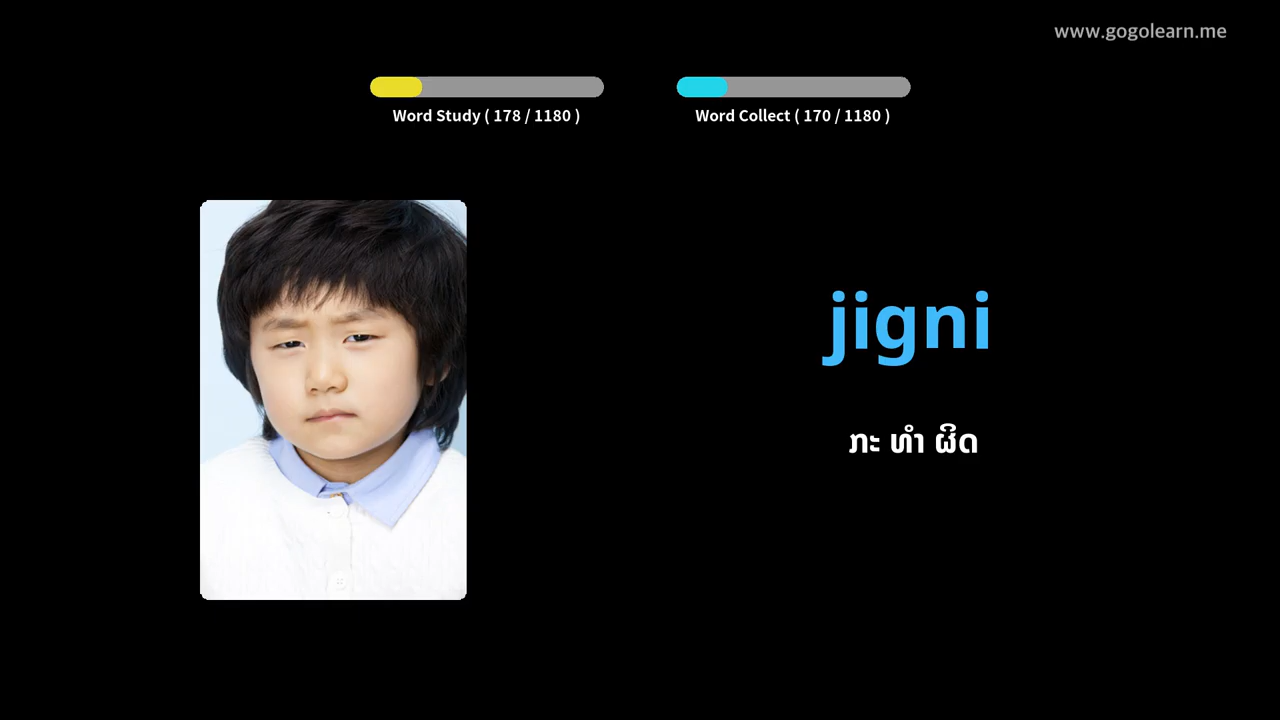 www.gogolearn.me
Word Study ( 178 / 1180 )
Word Collect ( 170 / 1180 )
jigni
ກະ ທຳ ຜິດ